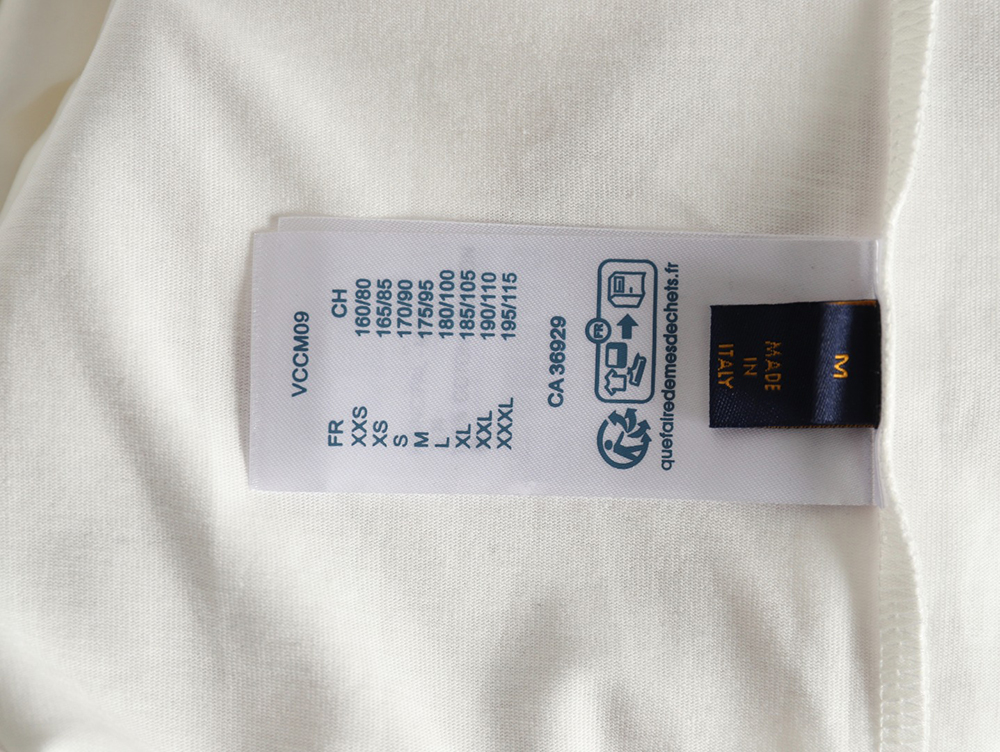 VCCM09
FR CH
XXS 160/80
XS 165/85
S 170/90
M 175/95
L 180/100
XL 185/105
XXL 190/110
XXXL 195/115
CA 36929
FR
quefairedemesdechets.fr
M
MADE
IN
ITALY